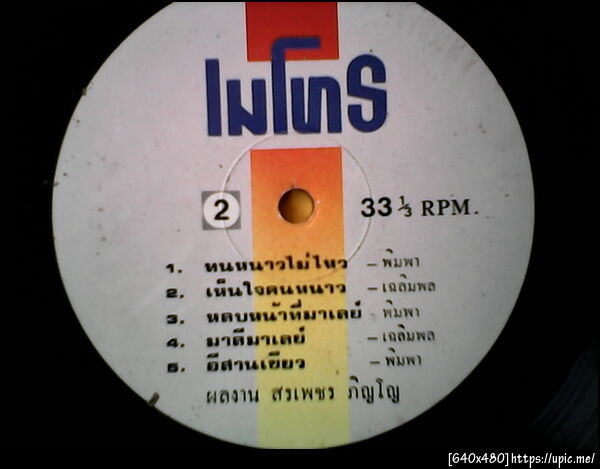 ไมโทร
2
33 ⅓ RPM.
1. ทนหนาวไม่ไหว – พิมพา
2. เห็นใจคนหนาว – เฉลิมพล
3. หลบหน้าที่มาเลย์ พิมพา
4. มาดีมาเลย์ – เฉลิมพล
5. อีสานเขียว – พิมพา
ผลงาน สรเพชร ภิญโญ
[640x480]https://upic.me/